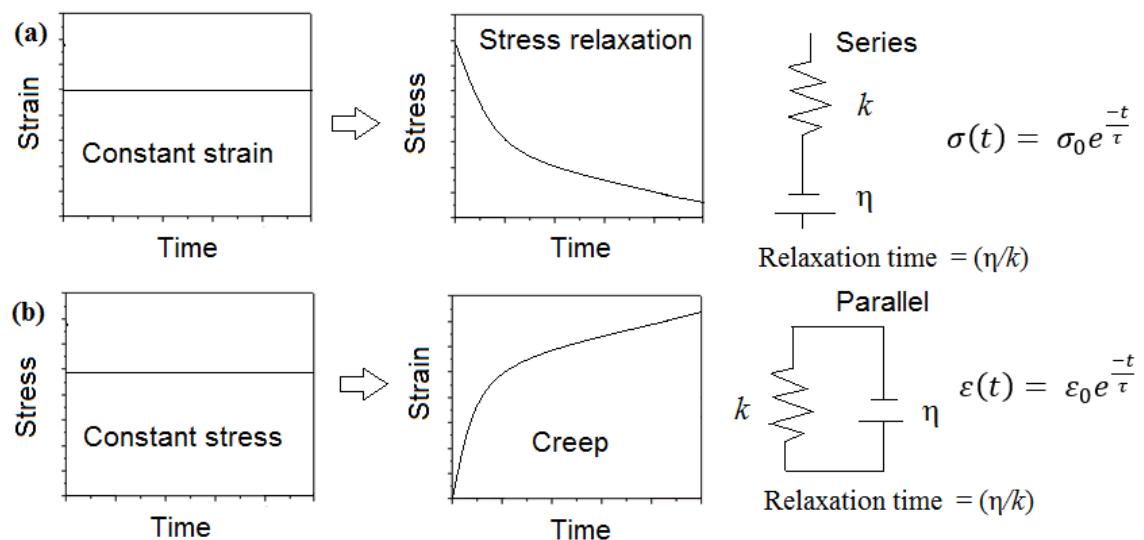 (a)
Strain
Constant strain
Time
Stress
Stress relaxation
Time
Series
k
η
σ(t) = σ₀e^{-t/τ}
Relaxation time = (η/k)
(b)
Stress
Constant stress
Time
Strain
Creep
Time
Parallel
k
η
ε(t) = ε₀e^{-t/τ}
Relaxation time = (η/k)